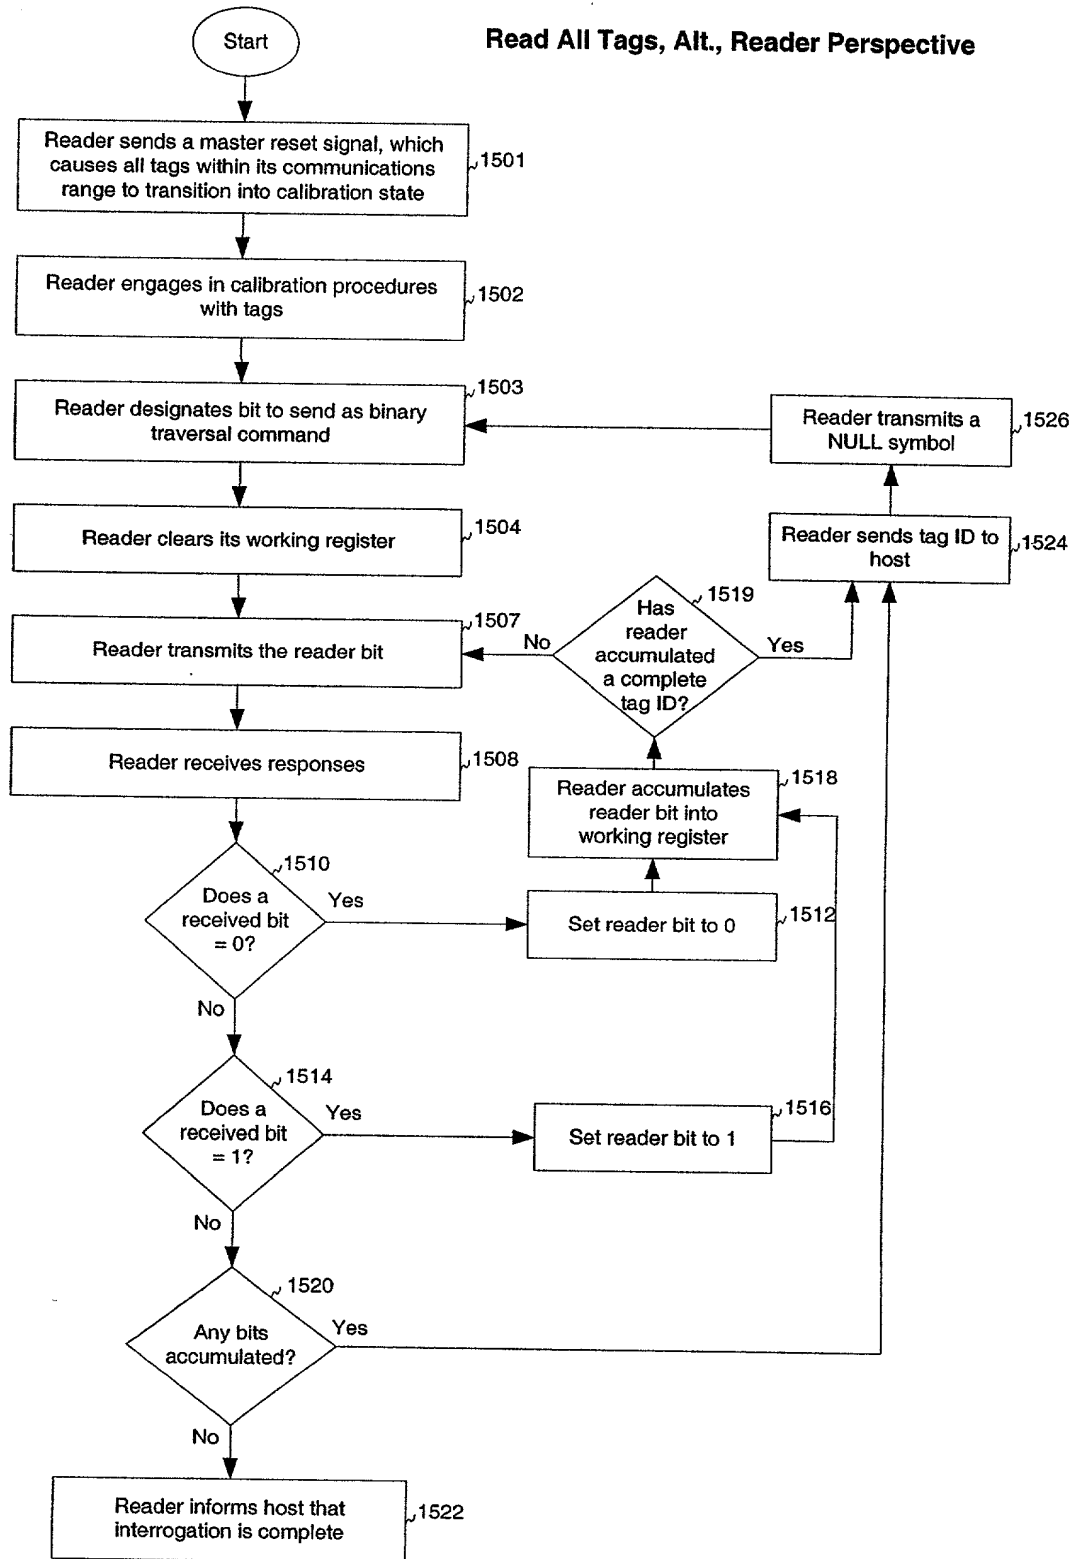 Start
Read All Tags, Alt., Reader Perspective
Reader sends a master reset signal, which
causes all tags within its communications
range to transition into calibration state
1501
Reader engages in calibration procedures
with tags
1502
Reader designates bit to send as binary
traversal command
1503
Reader transmits a
NULL symbol
1526
Reader clears its working register
1504
Reader sends tag ID to
host
1524
Reader transmits the reader bit
1507
No
Has
reader
accumulated
a complete
tag ID?
1519
Yes
Reader receives responses
1508
Reader accumulates
reader bit into
working register
1518
Does a
received bit
= 0?
1510
Yes
Set reader bit to 0
1512
No
Does a
received bit
= 1?
1514
Yes
Set reader bit to 1
1516
No
Any bits
accumulated?
1520
Yes
No
Reader informs host that
interrogation is complete
1522